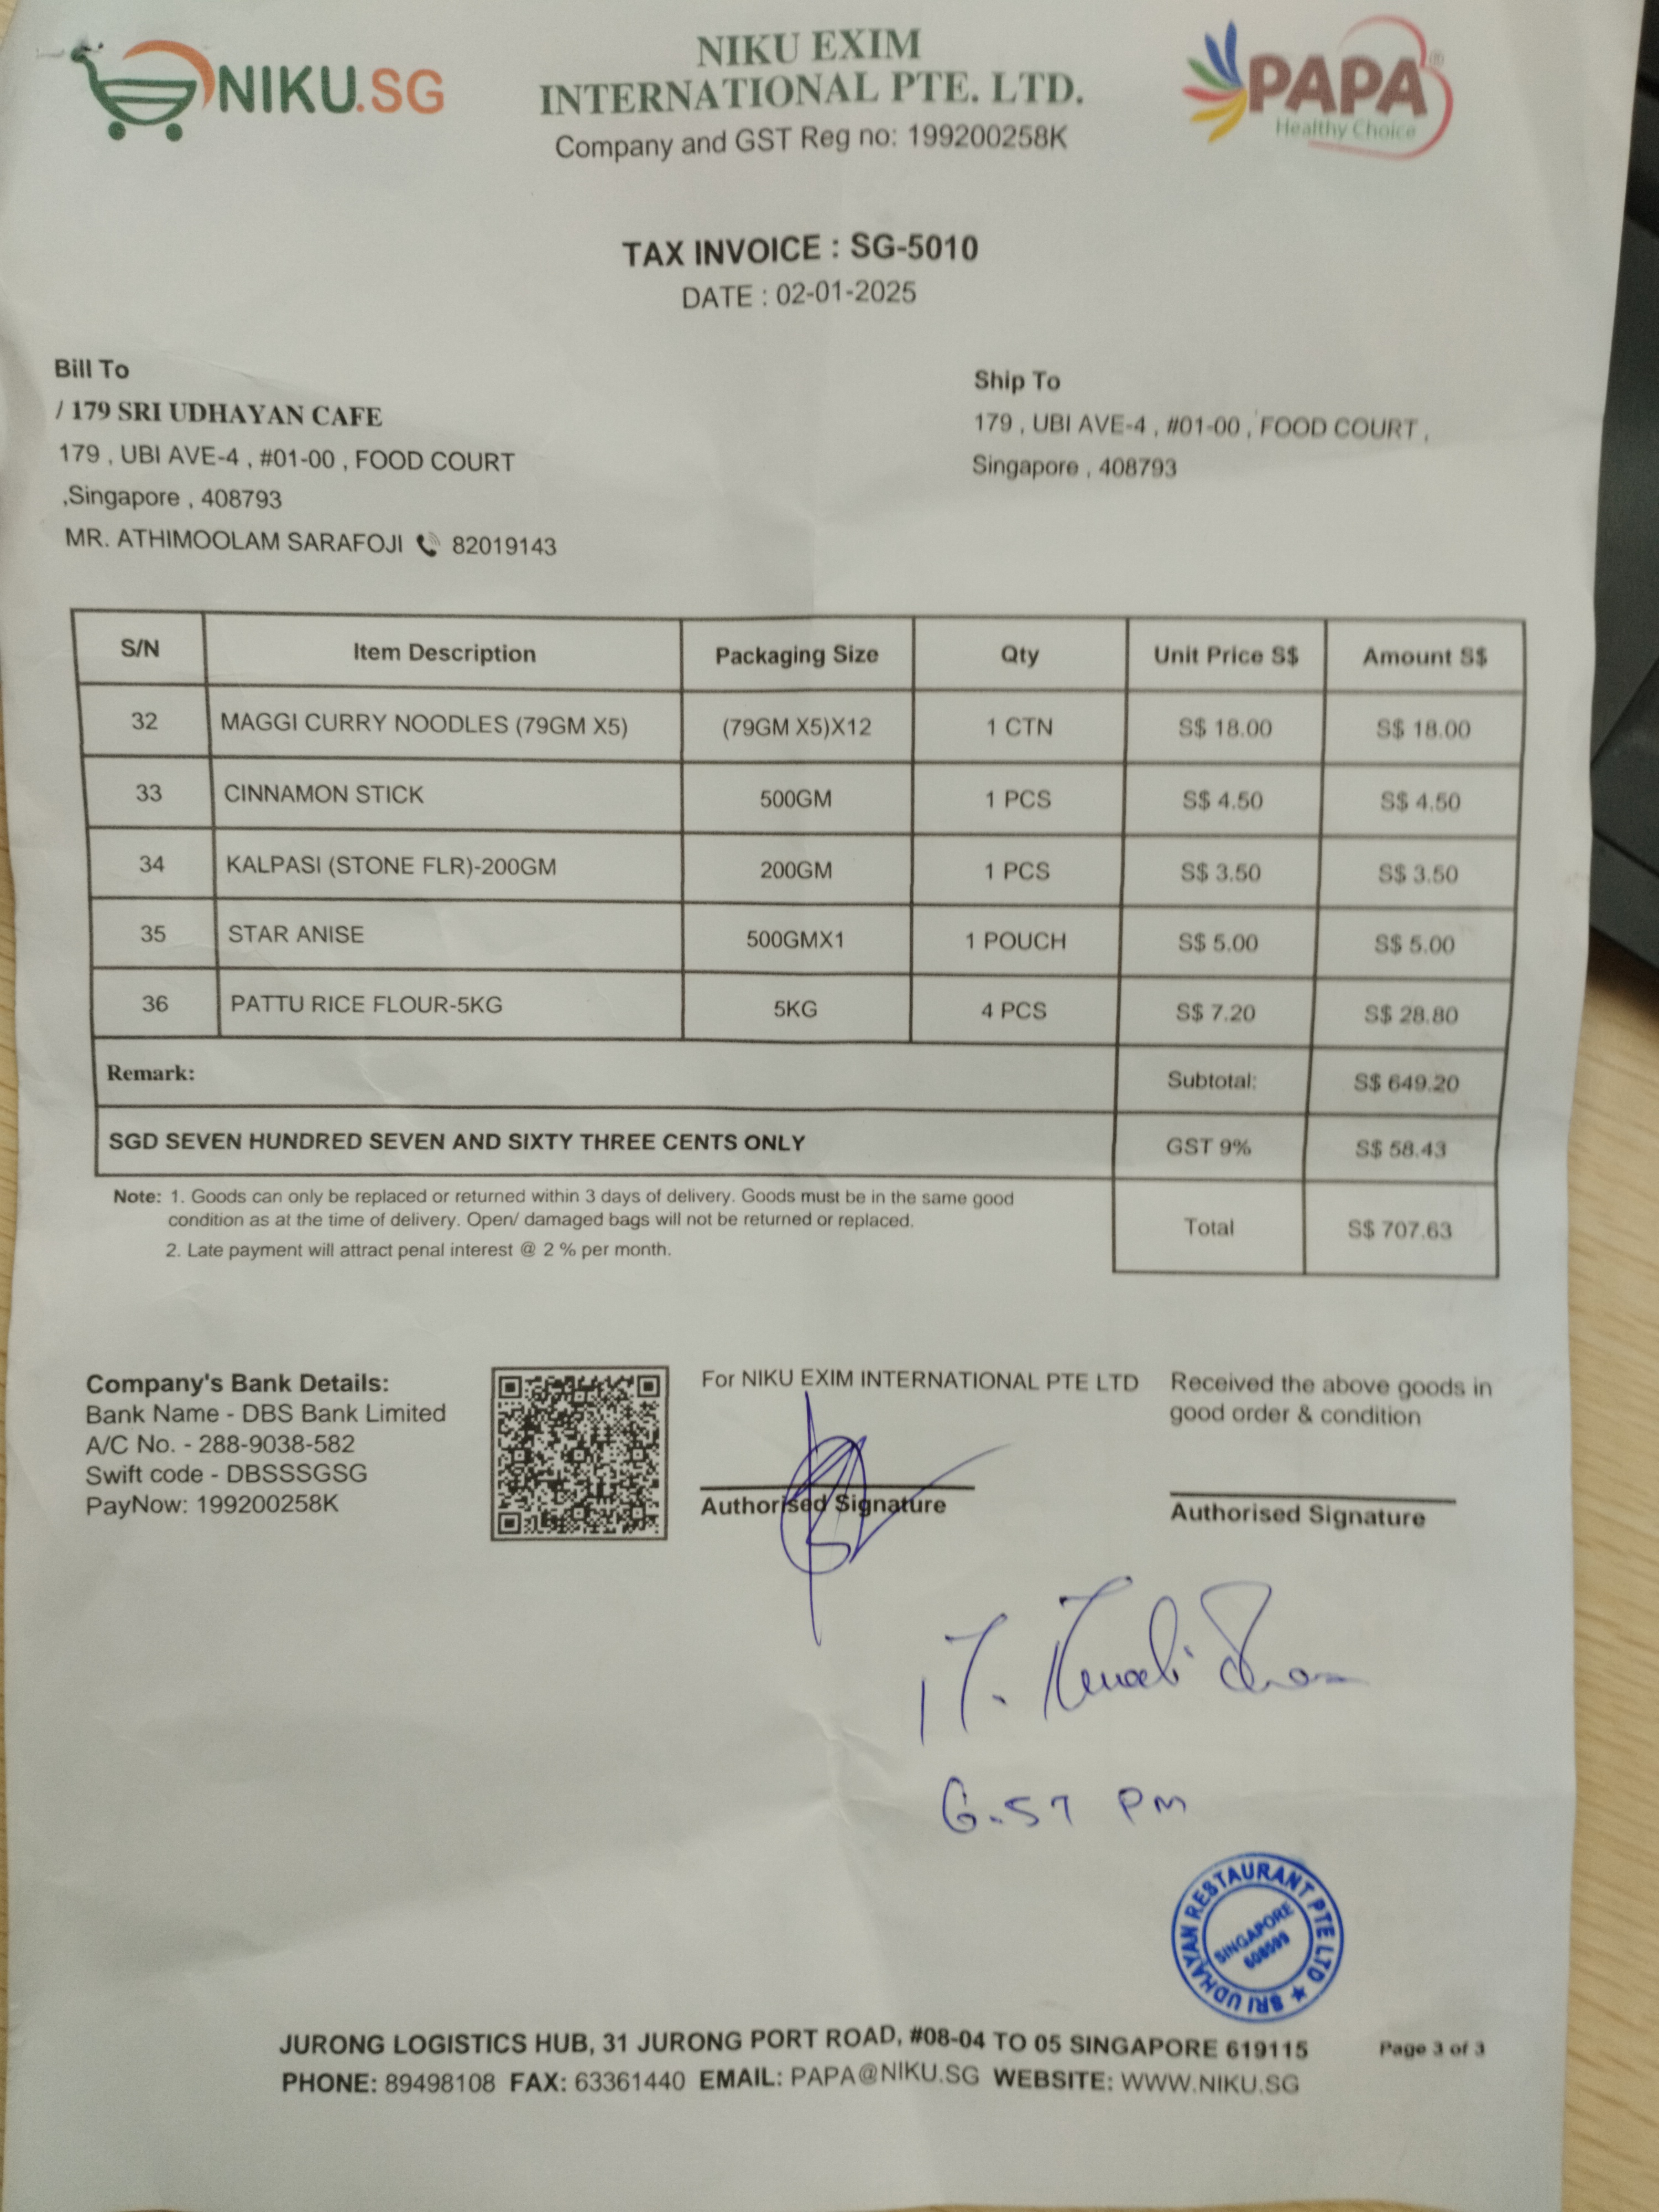 NIKU.SG
NIKU EXIM
INTERNATIONAL PTE. LTD.
Company and GST Reg no: 199200258K
PAPA®
Healthy Choice
TAX INVOICE : SG-5010
DATE : 02-01-2025
Bill To
/ 179 SRI UDHAYAN CAFE
179 , UBI AVE-4 , #01-00 , FOOD COURT
,Singapore , 408793
MR. ATHIMOOLAM SARAFOJI 82019143
Ship To
179 , UBI AVE-4 , #01-00 , FOOD COURT ,
Singapore , 408793
S/N Item Description Packaging Size Qty Unit Price S$ Amount S$
32 MAGGI CURRY NOODLES (79GM X5) (79GM X5)X12 1 CTN S$ 18.00 S$ 18.00
33 CINNAMON STICK 500GM 1 PCS S$ 4.50 S$ 4.50
34 KALPASI (STONE FLR)-200GM 200GM 1 PCS S$ 3.50 S$ 3.50
35 STAR ANISE 500GMX1 1 POUCH S$ 5.00 S$ 5.00
36 PATTU RICE FLOUR-5KG 5KG 4 PCS S$ 7.20 S$ 28.80
Remark: Subtotal: S$ 649.20
SGD SEVEN HUNDRED SEVEN AND SIXTY THREE CENTS ONLY GST 9% S$ 58.43
Total S$ 707.63
Note: 1. Goods can only be replaced or returned within 3 days of delivery. Goods must be in the same good
condition as at the time of delivery. Open/ damaged bags will not be returned or replaced.
2. Late payment will attract penal interest @ 2 % per month.
Company's Bank Details:
Bank Name - DBS Bank Limited
A/C No. - 288-9038-582
Swift code - DBSSSGSG
PayNow: 199200258K
For NIKU EXIM INTERNATIONAL PTE LTD
Authorised Signature
Received the above goods in
good order & condition
Authorised Signature
6.57 PM
SRI UDHAYAN RESTAURANT PTE LTD ★
SINGAPORE
608599
JURONG LOGISTICS HUB, 31 JURONG PORT ROAD, #08-04 TO 05 SINGAPORE 619115
PHONE: 89498108 FAX: 63361440 EMAIL: PAPA@NIKU.SG WEBSITE: WWW.NIKU.SG
Page 3 of 3